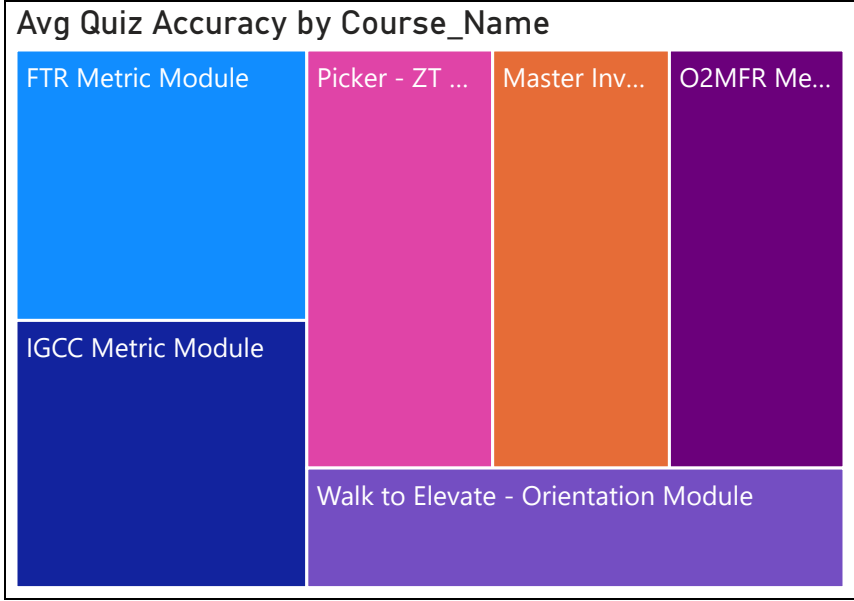 Avg Quiz Accuracy by Course_Name
FTR Metric Module
Picker - ZT ...
Master Inv...
O2MFR Me...
IGCC Metric Module
Walk to Elevate - Orientation Module